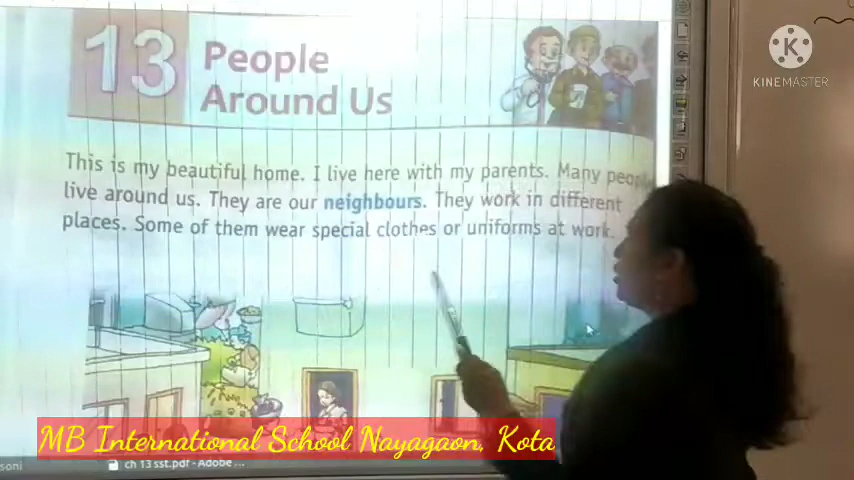 13 People
Around Us
KINEMASTER
This is my beautiful home. I live here with my parents. Many
live around us. They are our neighbours. They work in different
places. Some of them wear special clothes or uniforms at work.
MB International School Nayagaon, Kota
soni
ch 13 sst.pdf - Adobe ...